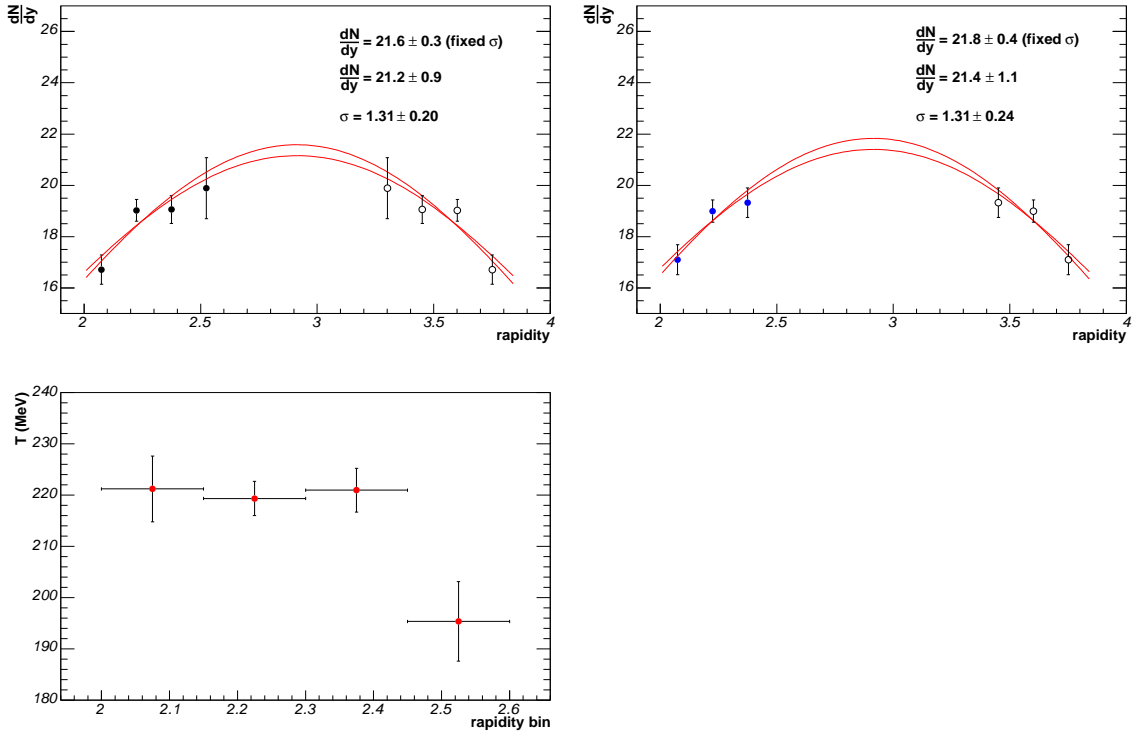 dN
dy
26
24
22
20
18
16
2
2.5
3
3.5
4
rapidity
dN/dy = 21.6 ± 0.3 (fixed σ)
dN/dy = 21.2 ± 0.9
σ = 1.31 ± 0.20
dN
dy
26
24
22
20
18
16
2
2.5
3
3.5
4
rapidity
dN/dy = 21.8 ± 0.4 (fixed σ)
dN/dy = 21.4 ± 1.1
σ = 1.31 ± 0.24
T (MeV)
240
230
220
210
200
190
180
2
2.1
2.2
2.3
2.4
2.5
2.6
rapidity bin